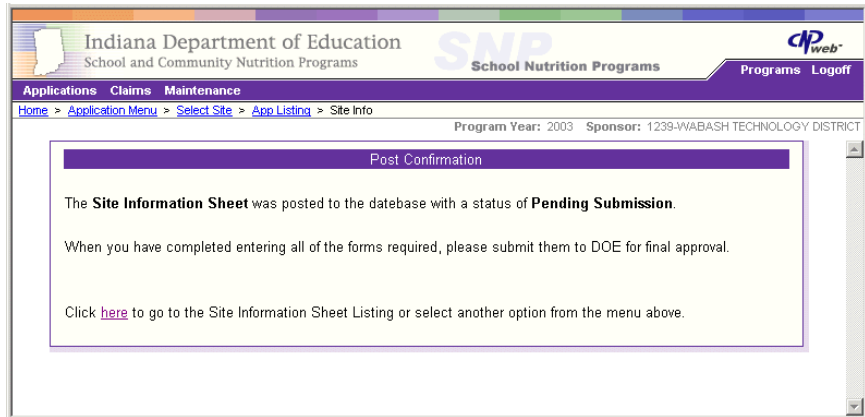 Indiana Department of Education
School and Community Nutrition Programs
SNP
School Nutrition Programs
CNPweb
Programs Logoff
Applications Claims Maintenance
Home > Application Menu > Select Site > App Listing > Site Info
Program Year: 2003 Sponsor: 1239-WABASH TECHNOLOGY DISTRICT
Post Confirmation
The Site Information Sheet was posted to the datebase with a status of Pending Submission.
When you have completed entering all of the forms required, please submit them to DOE for final approval.
Click here to go to the Site Information Sheet Listing or select another option from the menu above.